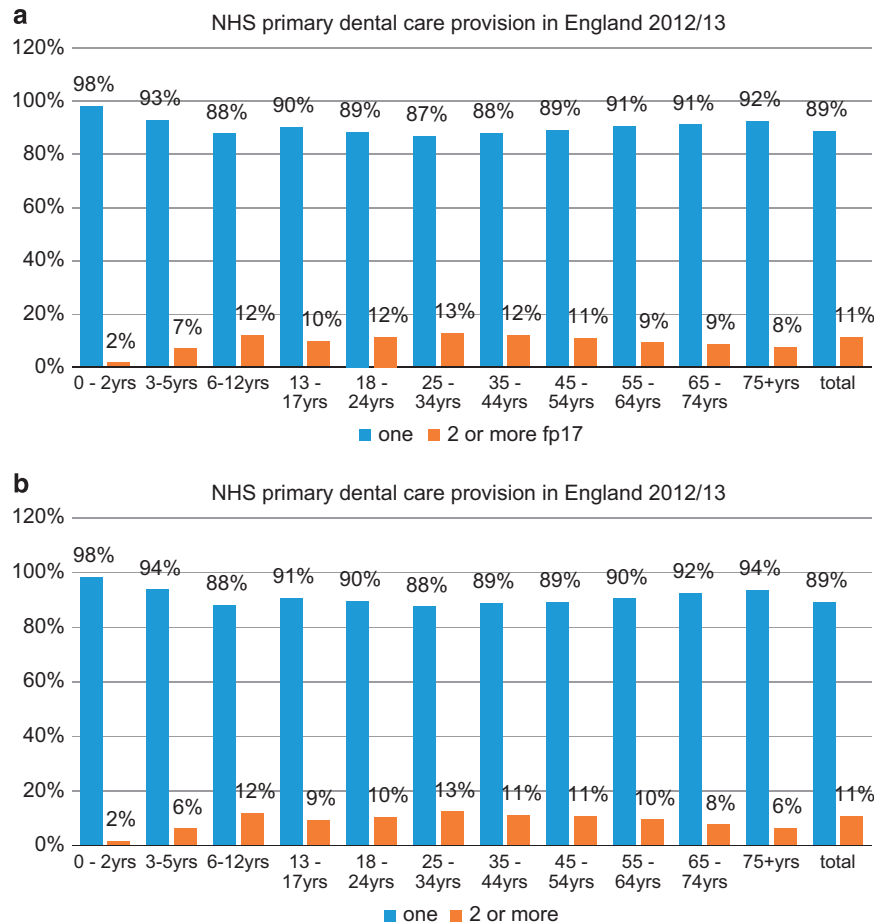 a
NHS primary dental care provision in England 2012/13
120%
100%
80%
60%
40%
20%
0%
98% 93% 88% 90% 89% 87% 88% 89% 91% 91% 92% 89%
2% 7% 12% 10% 12% 13% 12% 11% 9% 9% 8% 11%
0 - 2yrs 3-5yrs 6-12yrs 13 - 18 - 25 - 35 - 45 - 55 - 65 - 75+yrs total
17yrs 24yrs 34yrs 44yrs 54yrs 64yrs 74yrs
one 2 or more fp17
b
NHS primary dental care provision in England 2012/13
120%
100%
80%
60%
40%
20%
0%
98% 94% 88% 91% 90% 88% 89% 89% 90% 92% 94% 89%
2% 6% 12% 9% 10% 13% 11% 11% 10% 8% 6% 11%
0 - 2yrs 3-5yrs 6-12yrs 13 - 18 - 25 - 35 - 45 - 55 - 65 - 75+yrs total
17yrs 24yrs 34yrs 44yrs 54yrs 64yrs 74yrs
one 2 or more